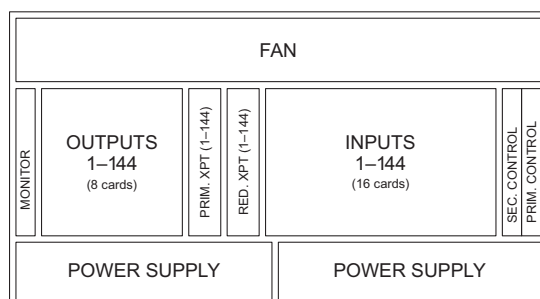 FAN
MONITOR
OUTPUTS
1–144
(8 cards)
PRIM. XPT (1–144)
RED. XPT (1–144)
INPUTS
1–144
(16 cards)
SEC. CONTROL
PRIM. CONTROL
POWER SUPPLY
POWER SUPPLY